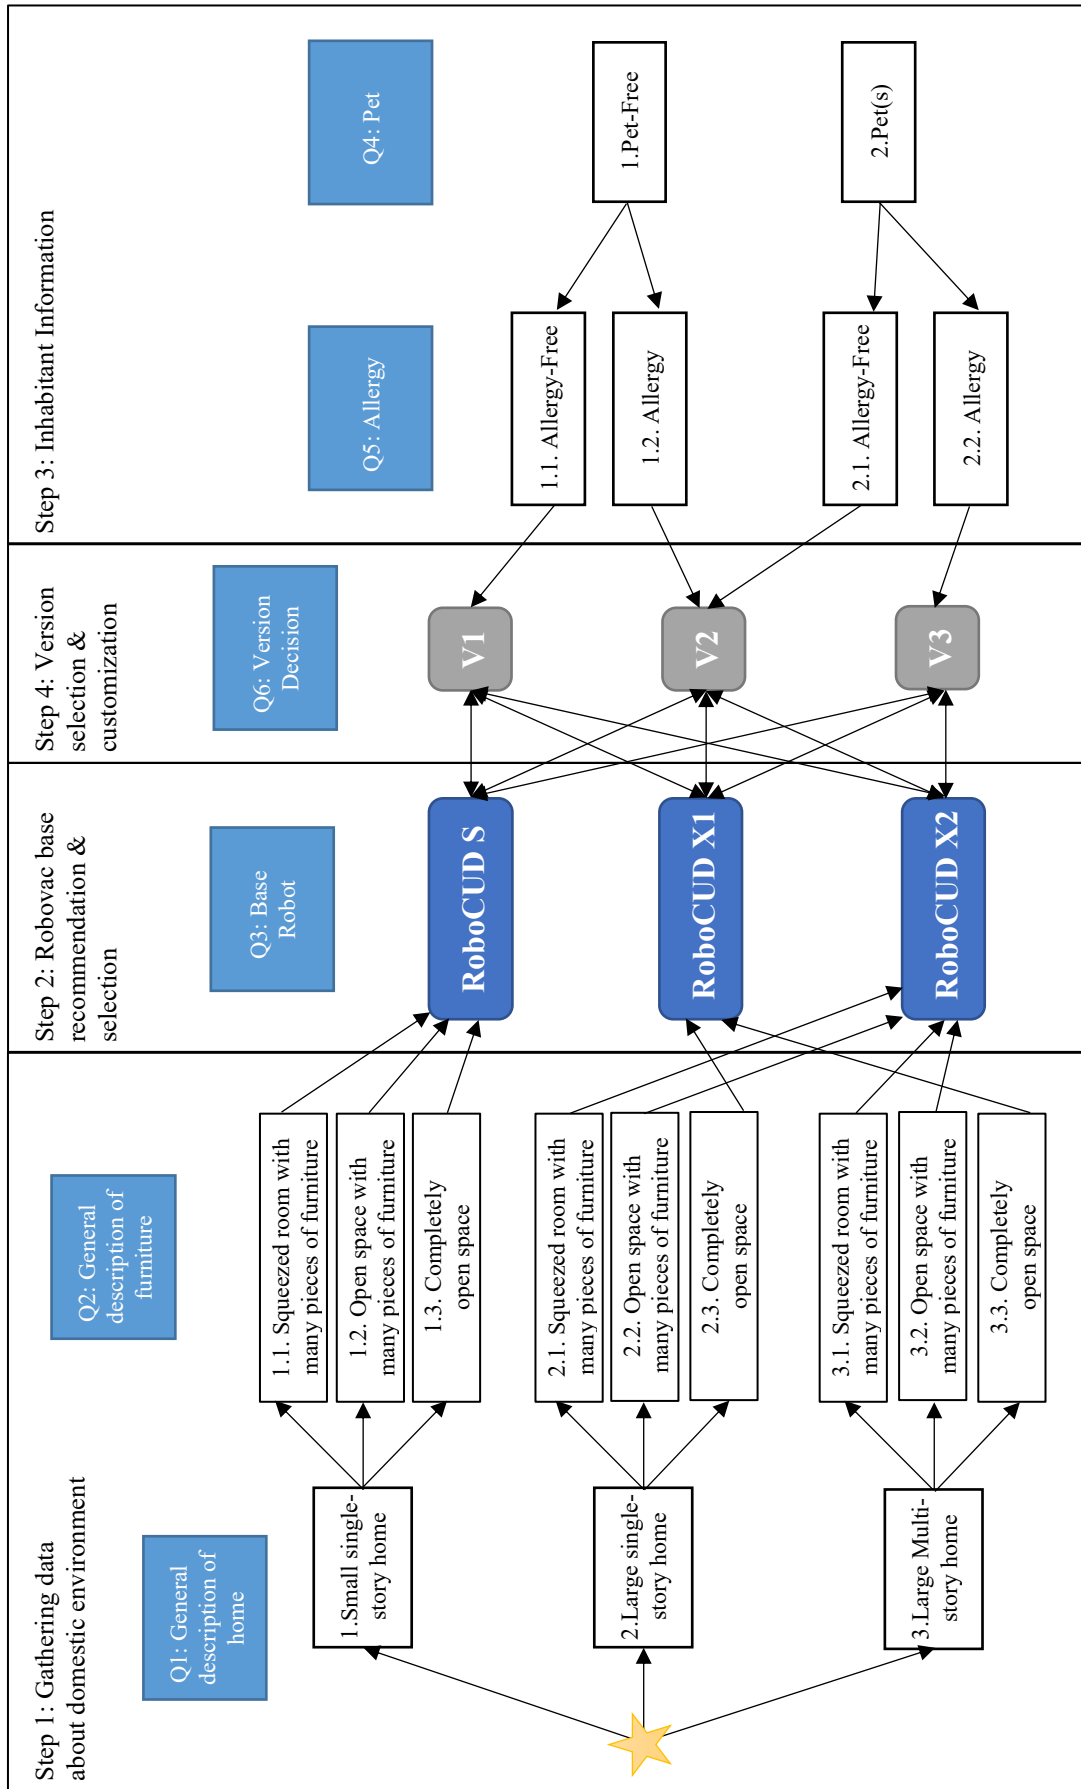 Step 1: Gathering data
about domestic environment
Q1: General
description of
home
Q2: General
description of
furniture
1.Small single-
story home
2.Large single-
story home
3.Large Multi-
story home
1.1. Squeezed room with
many pieces of furniture
1.2. Open space with
many pieces of furniture
1.3. Completely
open space
2.1. Squeezed room with
many pieces of furniture
2.2. Open space with
many pieces of furniture
2.3. Completely
open space
3.1. Squeezed room with
many pieces of furniture
3.2. Open space with
many pieces of furniture
3.3. Completely
open space
Step 2: Robovac base
recommendation &
selection
Q3: Base
Robot
RoboCUD S
RoboCUD X1
RoboCUD X2
Step 4: Version
selection &
customization
Q6: Version
Decision
V1
V2
V3
Step 3: Inhabitant Information
Q5: Allergy
Q4: Pet
1.1. Allergy-Free
1.2. Allergy
2.1. Allergy-Free
2.2. Allergy
1.Pet-Free
2.Pet(s)